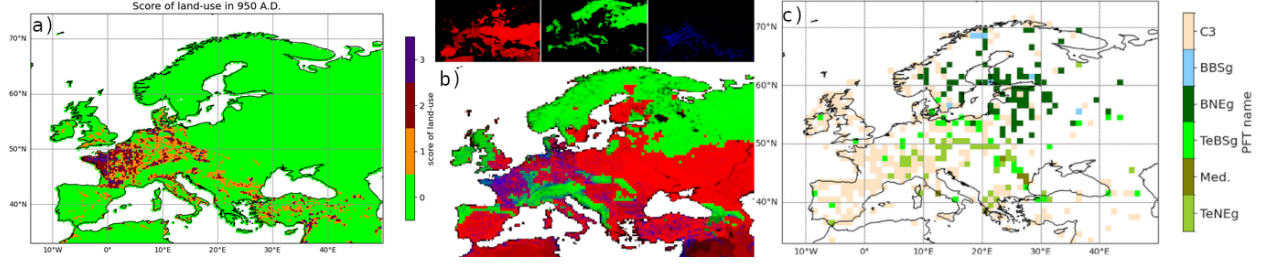 Score of land-use in 950 A.D.
a)
70°N
60°N
50°N
40°N
10°W 0° 10°E 20°E 30°E 40°E
3
2
1
0
score of land-use
b)
c)
70°N
60°N
50°N
40°N
10°W 0° 10°E 20°E 30°E 40°E
C3
BBSg
BNEg
TeBSg
Med.
TeNEg
PFT name